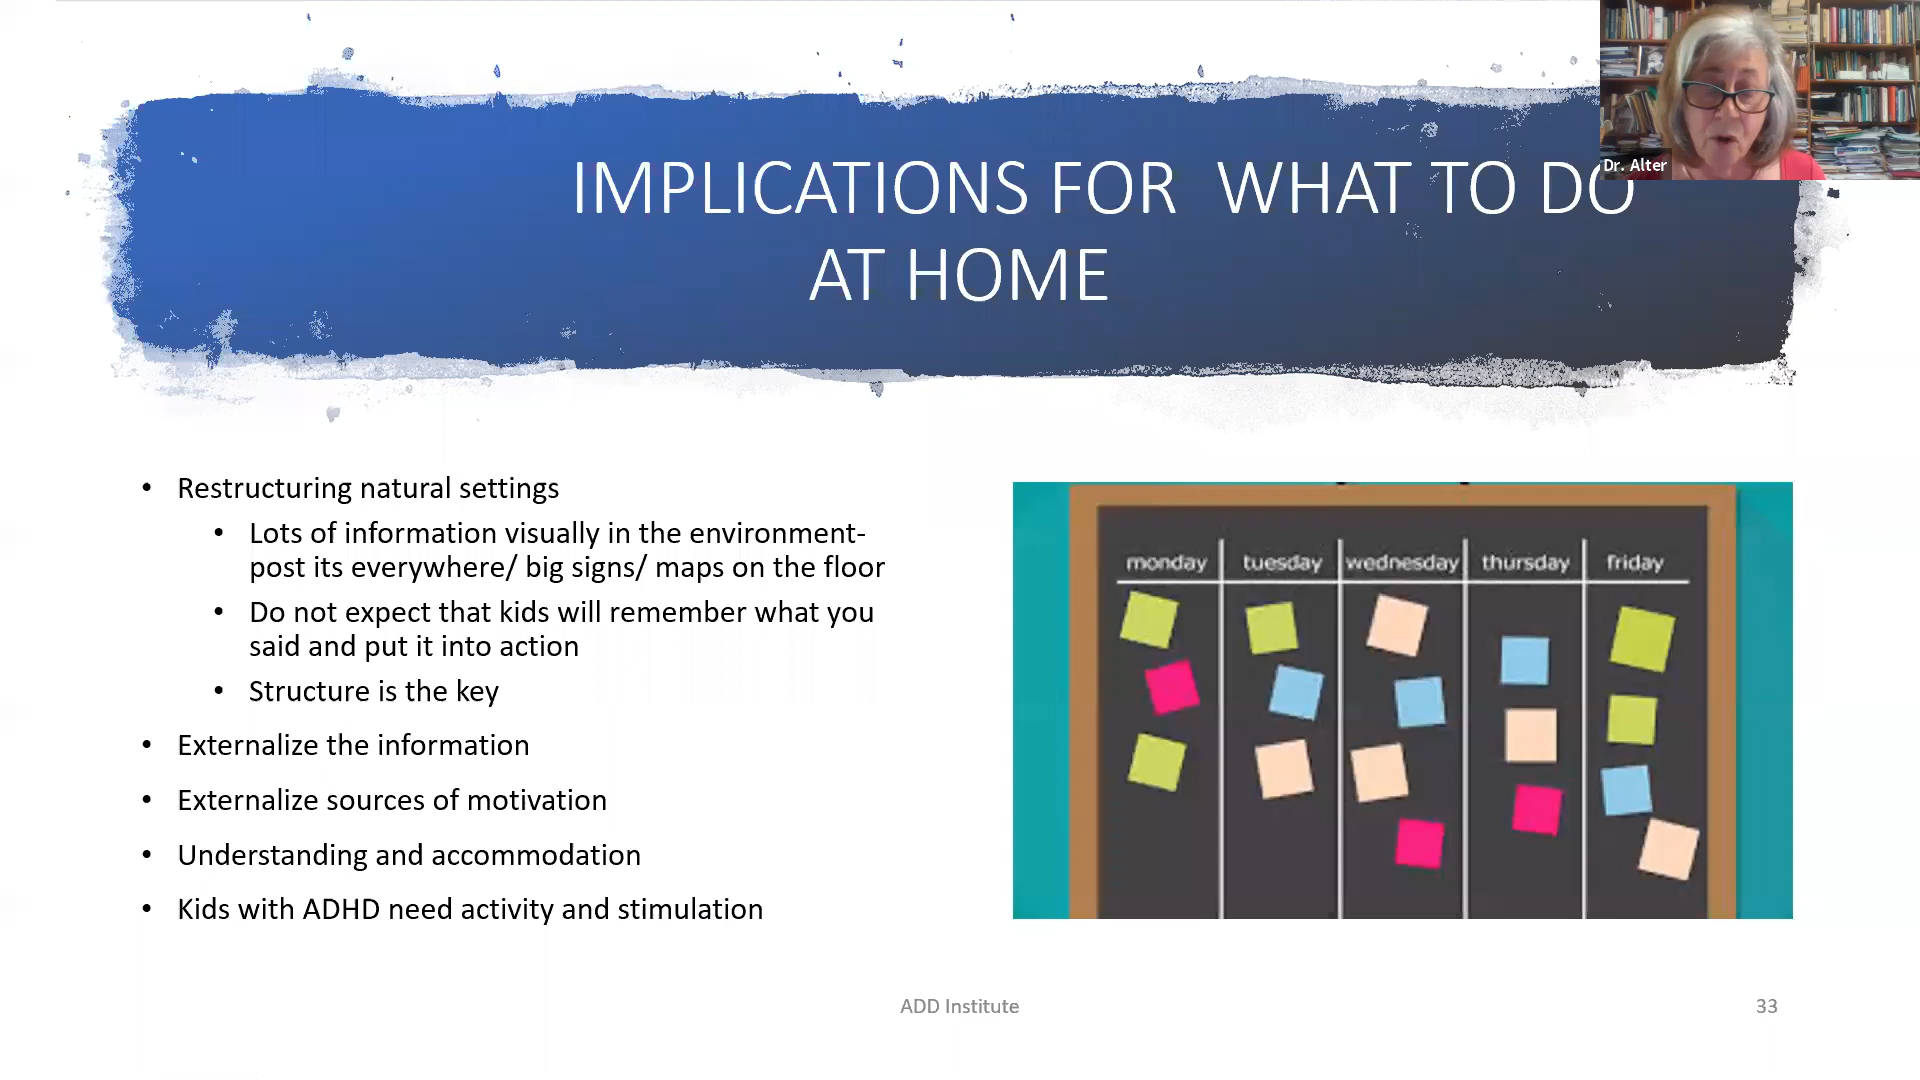 Dr. Alter
IMPLICATIONS FOR WHAT TO DO
AT HOME
• Restructuring natural settings
• Lots of information visually in the environment-
post its everywhere/ big signs/ maps on the floor
• Do not expect that kids will remember what you
said and put it into action
• Structure is the key
• Externalize the information
• Externalize sources of motivation
• Understanding and accommodation
• Kids with ADHD need activity and stimulation
monday tuesday wednesday thursday friday
ADD Institute
33